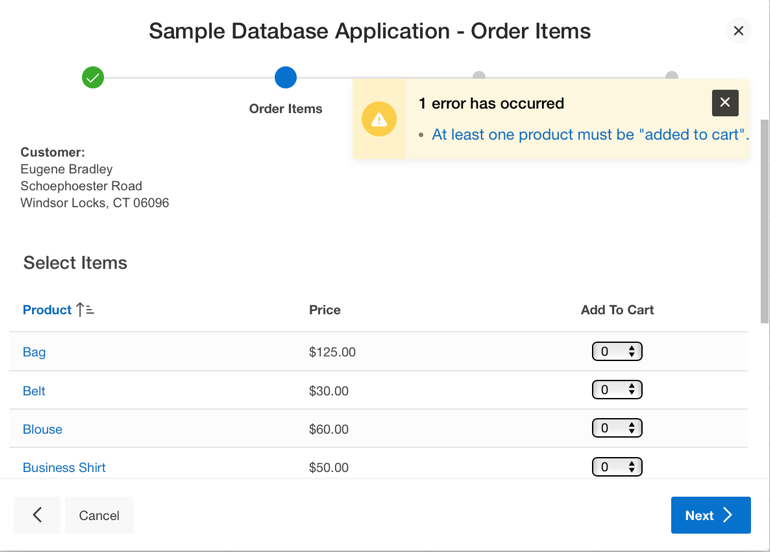 Sample Database Application - Order Items
Order Items
1 error has occurred
At least one product must be "added to cart".
Customer:
Eugene Bradley
Schoephoester Road
Windsor Locks, CT 06096
Select Items
Product Price Add To Cart
Bag $125.00 0
Belt $30.00 0
Blouse $60.00 0
Business Shirt $50.00 0
Cancel Next